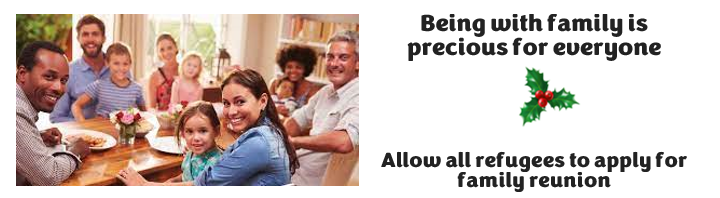 Being with family is
precious for everyone
Allow all refugees to apply for
family reunion